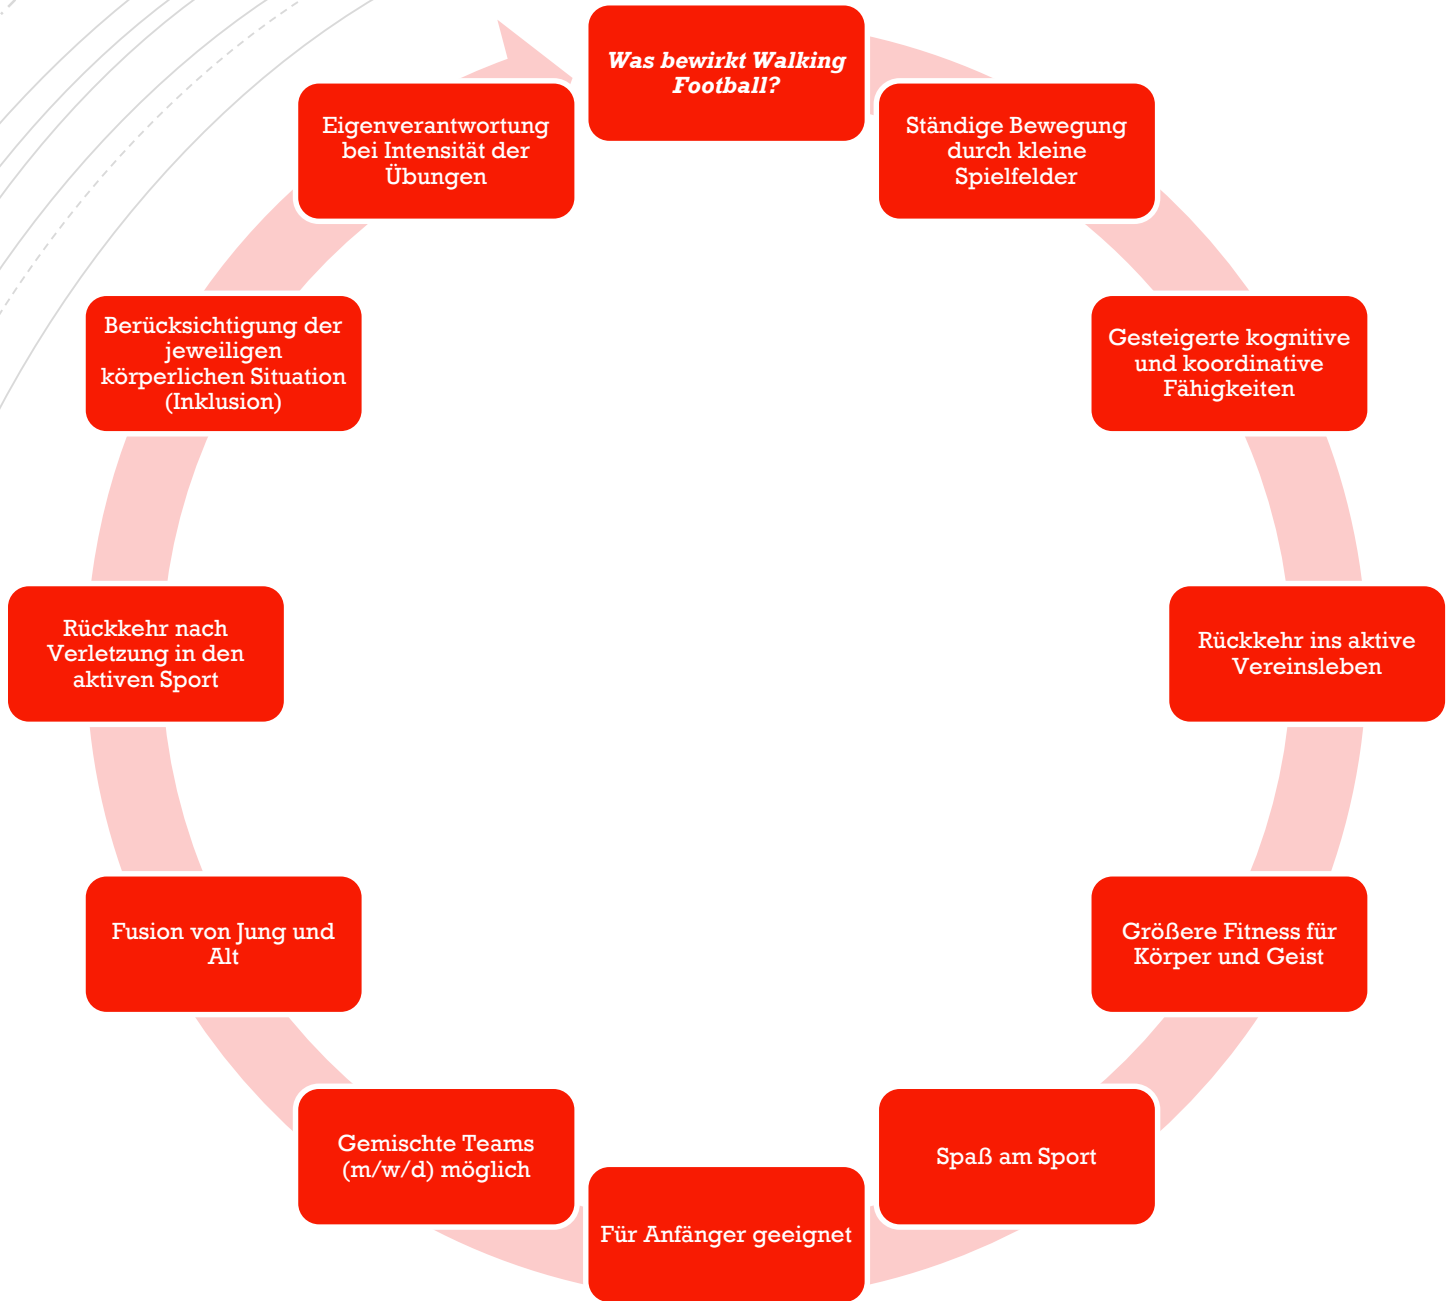 Was bewirkt Walking
Football?
Ständige Bewegung
durch kleine
Spielfelder
Gesteigerte kognitive
und koordinative
Fähigkeiten
Rückkehr ins aktive
Vereinsleben
Größere Fitness für
Körper und Geist
Spaß am Sport
Für Anfänger geeignet
Gemischte Teams
(m/w/d) möglich
Fusion von Jung und
Alt
Rückkehr nach
Verletzung in den
aktiven Sport
Berücksichtigung der
jeweiligen
körperlichen Situation
(Inklusion)
Eigenverantwortung
bei Intensität der
Übungen